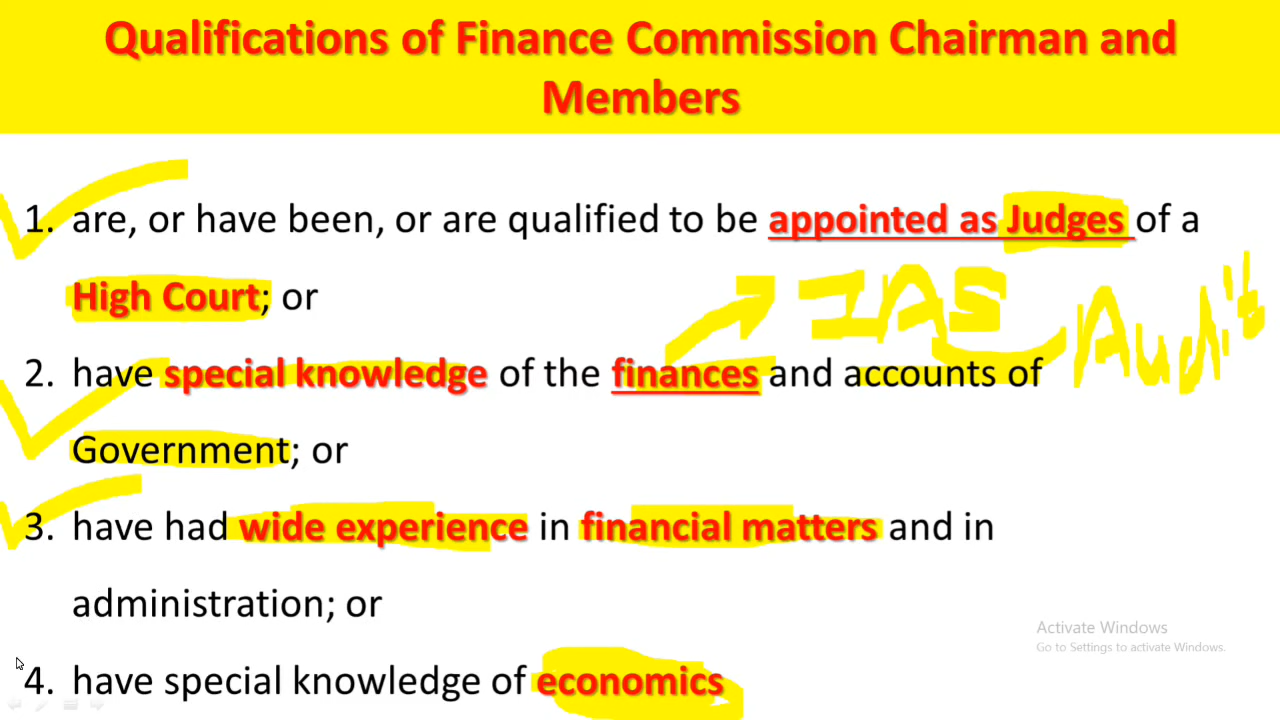 Qualifications of Finance Commission Chairman and
Members
1. are, or have been, or are qualified to be appointed as Judges of a
High Court; or
IAS Audit
2. have special knowledge of the finances and accounts of
Government; or
3. have had wide experience in financial matters and in
administration; or
Activate Windows
Go to Settings to activate Windows.
4. have special knowledge of economics